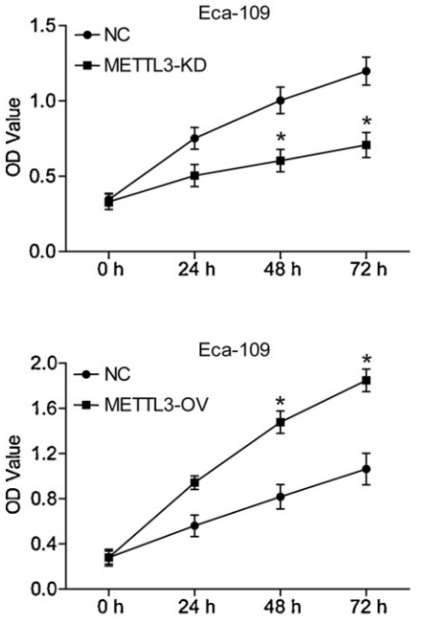 Eca-109
NC
METTL3-KD
OD Value
1.5
1.0
0.5
0.0
*
*
0 h 24 h 48 h 72 h
Eca-109
NC
METTL3-OV
OD Value
2.0
1.6
1.2
0.8
0.4
0.0
*
*
0 h 24 h 48 h 72 h